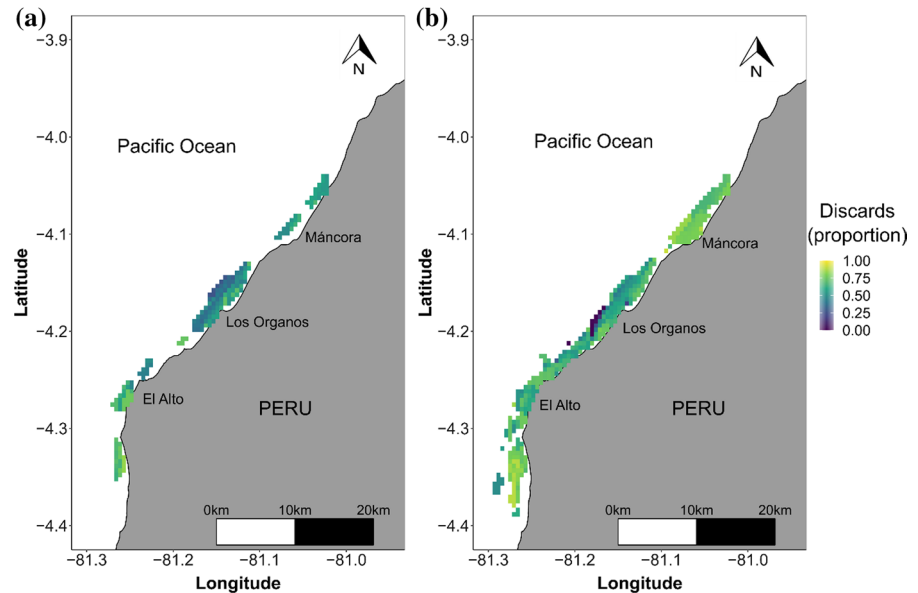 (a)
(b)
−3.9
−4.0
−4.1
−4.2
−4.3
−4.4
Latitude
N
Pacific Ocean
Máncora
Los Organos
El Alto
PERU
0km 10km 20km
−81.3 −81.2 −81.1 −81.0
Longitude
−3.9
−4.0
−4.1
−4.2
−4.3
−4.4
Latitude
N
Pacific Ocean
Máncora
Los Organos
El Alto
PERU
0km 10km 20km
−81.3 −81.2 −81.1 −81.0
Longitude
Discards
(proportion)
1.00
0.75
0.50
0.25
0.00